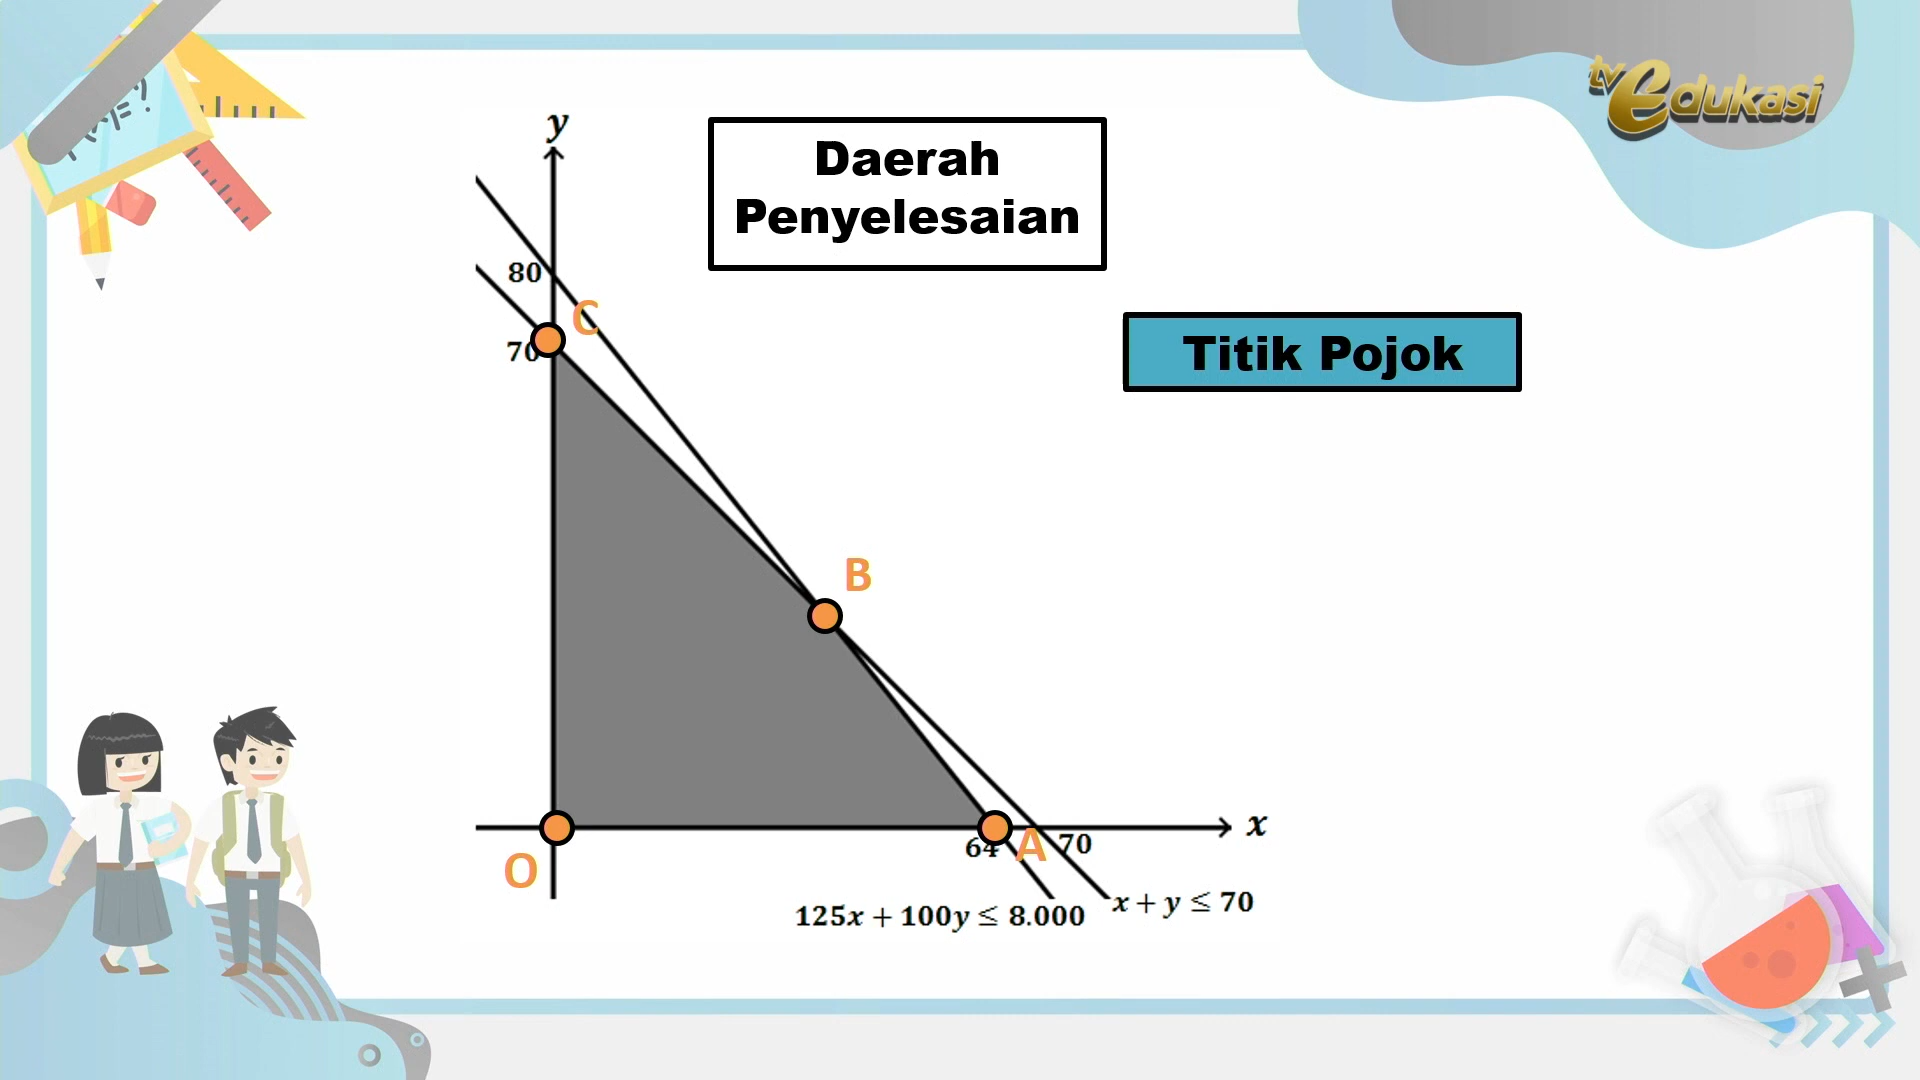 tv edukasi
y
Daerah
Penyelesaian
80
C
70
Titik Pojok
B
x
O
64
A
70
125x + 100y ≤ 8.000
x + y ≤ 70